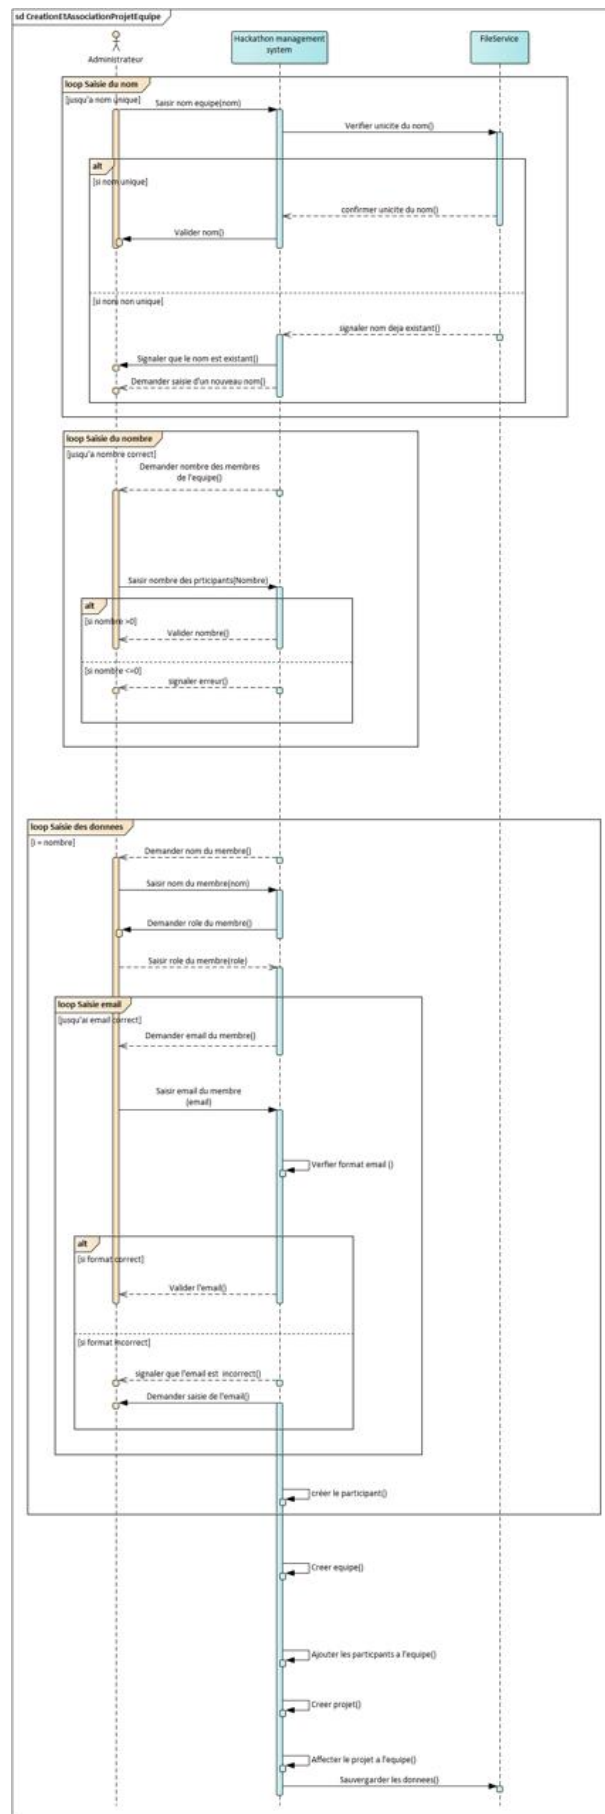 sd CreationEtAssociationProjetEquipe
Administrateur
Hackathon management
system
FileService
loop Saisie du nom
[jusqu'a nom unique]
Saisir nom equipe(nom)
Verifier unicite du nom()
alt
[si nom unique]
confirmer unicite du nom()
Valider nom()
[si nom non unique]
signaler nom deja existant()
Signaler que le nom est existant()
Demander saisie d'un nouveau nom()
loop Saisie du nombre
[jusqu'a nombre correct]
Demander nombre des membres
de l'equipe()
Saisir nombre des prticipants(Nombre)
alt
[si nombre >0]
Valider nombre()
[si nombre <=0]
signaler erreur()
loop Saisie des donnees
[i = nombre]
Demander nom du membre()
Saisir nom du membre(nom)
Demander role du membre()
Saisir role du membre(role)
loop Saisie email
[jusqu'ai email correct]
Demander email du membre()
Saisir email du membre
(email)
Verfier format email ()
alt
[si format correct]
Valider l'email()
[si format incorrect]
signaler que l'email est incorrect()
Demander saisie de l'email()
créer le participant()
Creer equipe()
Ajouter les particpants a l'equipe()
Creer projet()
Affecter le projet a l'equipe()
Sauvergarder les donnees()